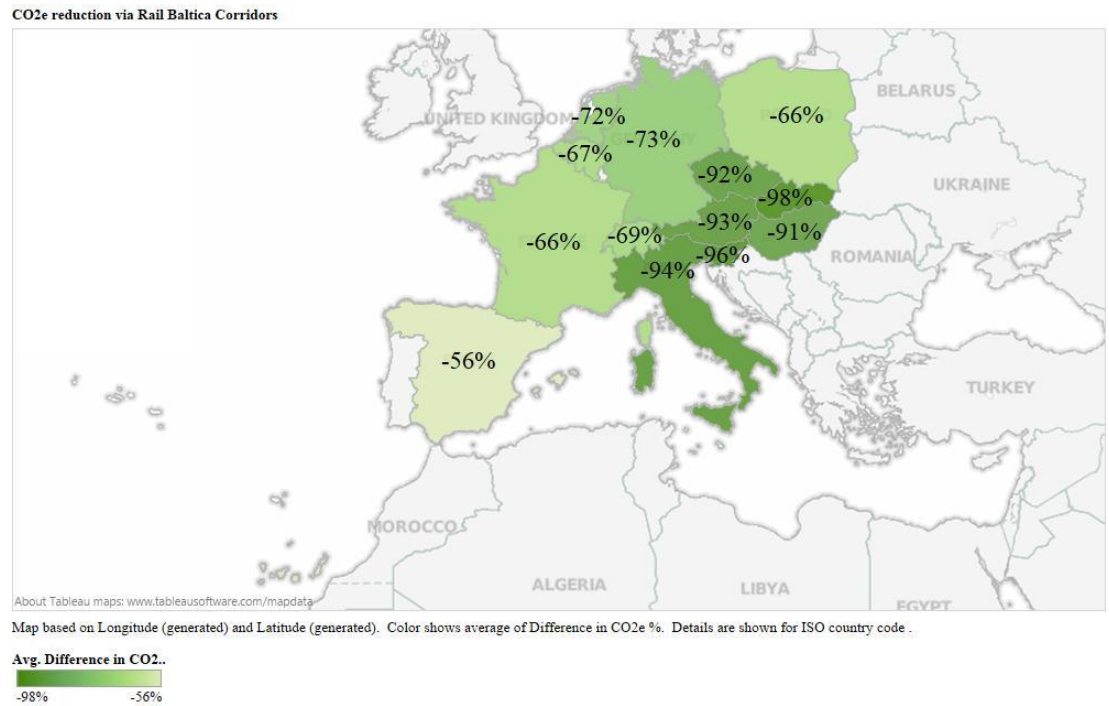 CO2e reduction via Rail Baltica Corridors
BELARUS
UNITED KINGDOM
-72%
-66%
-73%
-67%
-92%
UKRAINE
-98%
-93%
-91%
-69%
-66%
-96%
ROMANIA
-94%
-56%
TURKEY
MOROCCO
ALGERIA
LIBYA
EGYPT
About Tableau maps: www.tableausoftware.com/mapdata
Map based on Longitude (generated) and Latitude (generated).  Color shows average of Difference in CO2e %.  Details are shown for ISO country code .
Avg. Difference in CO2..
-98% -56%